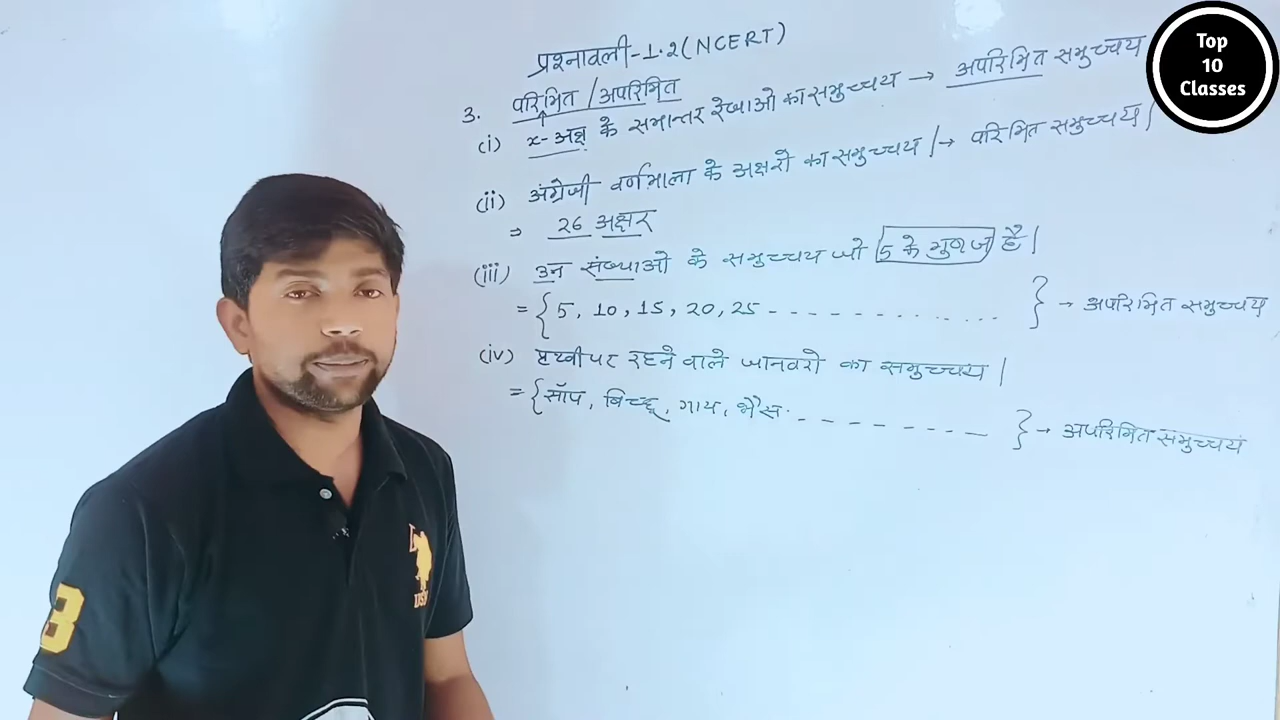 प्रश्नावली-1.2 (NCERT)
3. परिमित / अपरिमित
(i) x-अक्ष के समान्तर रेखाओं का समुच्चय → अपरिमित समुच्चय
(ii) अंग्रेजी वर्णमाला के अक्षरो का समुच्चय | → परिमित समुच्चय |
⇒ 26 अक्षर
(iii) उन संख्याओ के समुच्चय जो 5 के गुणज है |
= { 5, 10, 15, 20, 25 - - - - - - - - - - - - } → अपरिमित समुच्चय
(iv) पृथ्वी पर रहने वाले जानवरो का समुच्चय |
= { साँप, बिच्छू, गाय, भैंस - - - - - - - - } → अपरिमित समुच्चय
Top
10
Classes
3